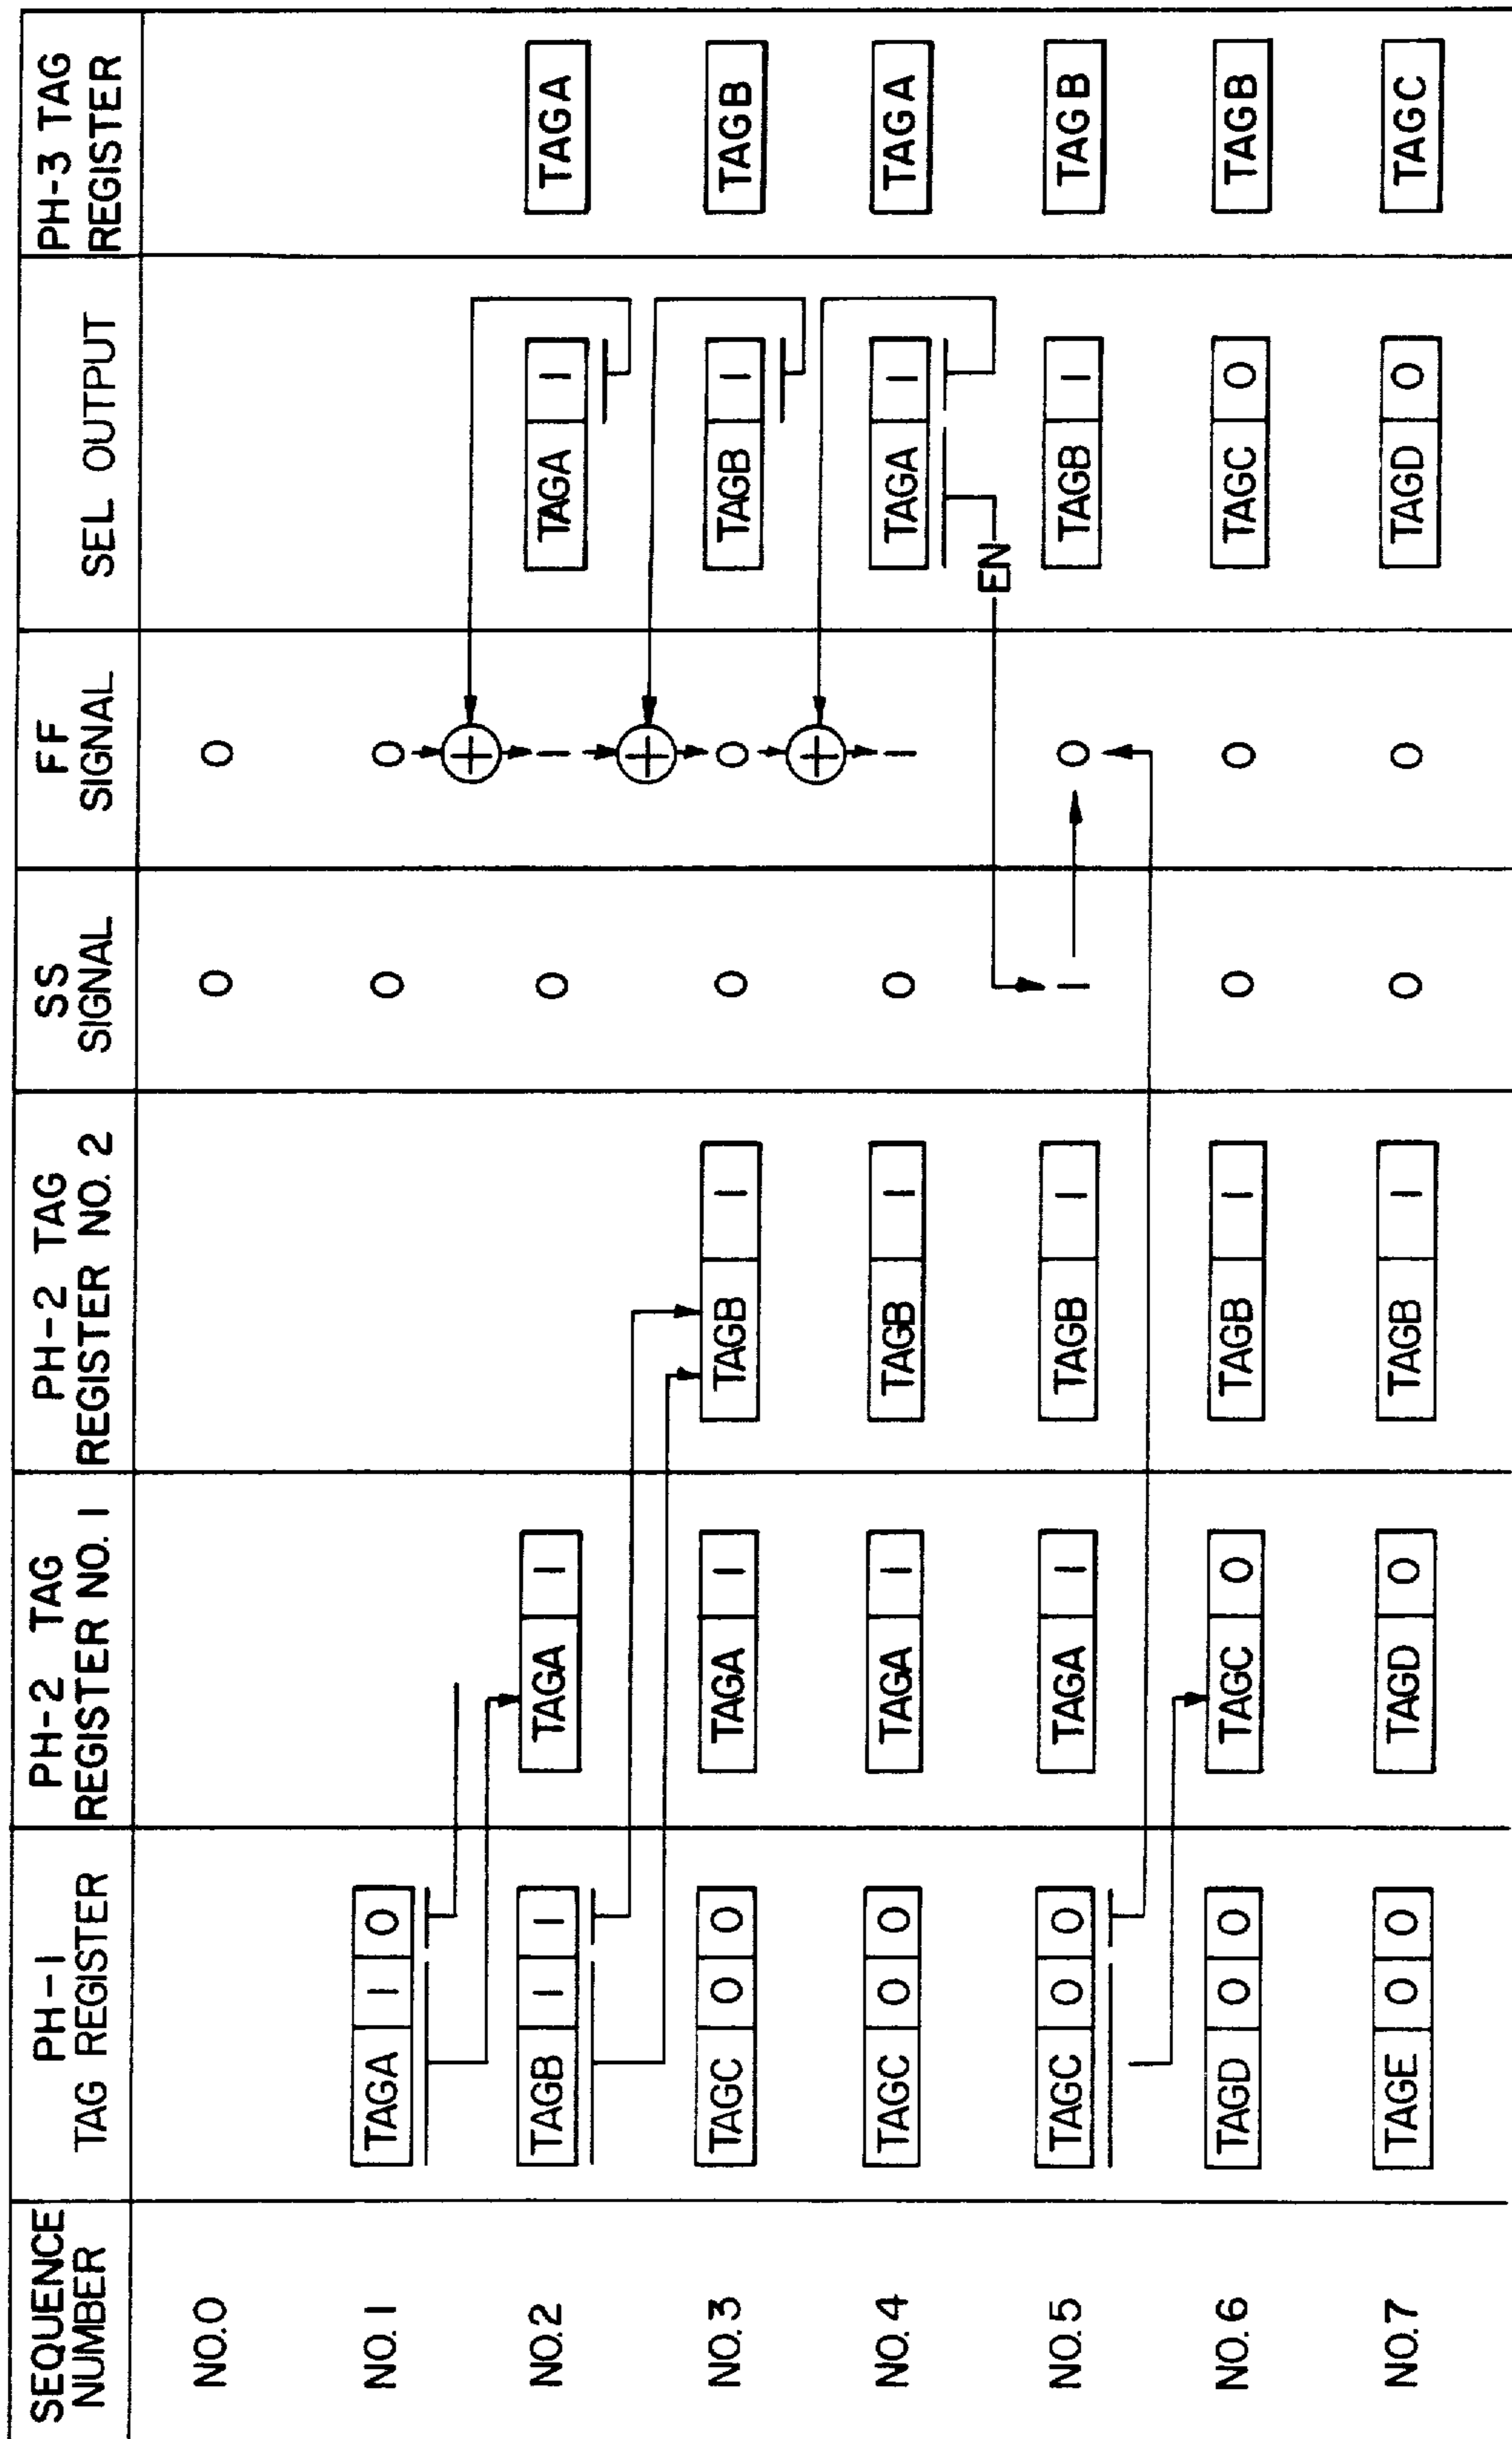 SEQUENCE NUMBER PH-1 TAG REGISTER PH-2 TAG REGISTER NO. 1 PH-2 TAG REGISTER NO. 2 SS SIGNAL FF SIGNAL SEL OUTPUT PH-3 TAG REGISTER
NO.0 0 0
NO.1 TAGA 1 0 0 0
+
NO.2 TAGB 1 1 TAGA 1 0 1 TAGA 1 TAGA
+
NO.3 TAGC 0 0 TAGA 1 TAGB 1 0 0 TAGB 1 TAGB
+
NO.4 TAGC 0 0 TAGA 1 TAGB 1 0 1 TAGA 1 TAGA
EN
NO.5 TAGC 0 0 TAGA 1 TAGB 1 1 0 TAGB 1 TAGB
NO.6 TAGD 0 0 TAGC 0 TAGB 1 0 0 TAGC 0 TAGB
NO.7 TAGE 0 0 TAGD 0 TAGB 1 0 0 TAGD 0 TAGC